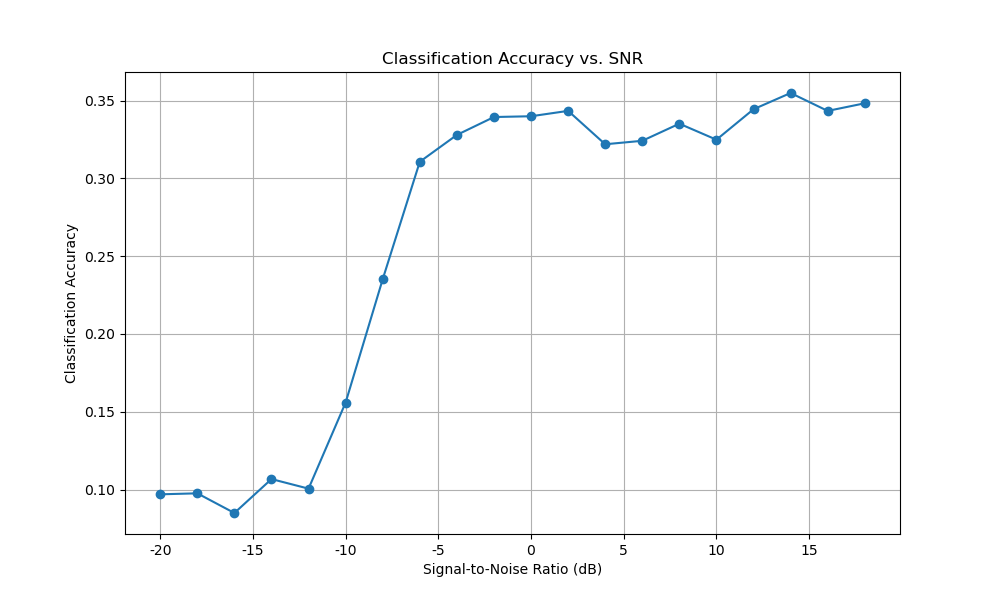 Classification Accuracy vs. SNR
0.35
0.30
0.25
0.20
0.15
0.10
Classification Accuracy
-20 -15 -10 -5 0 5 10 15
Signal-to-Noise Ratio (dB)